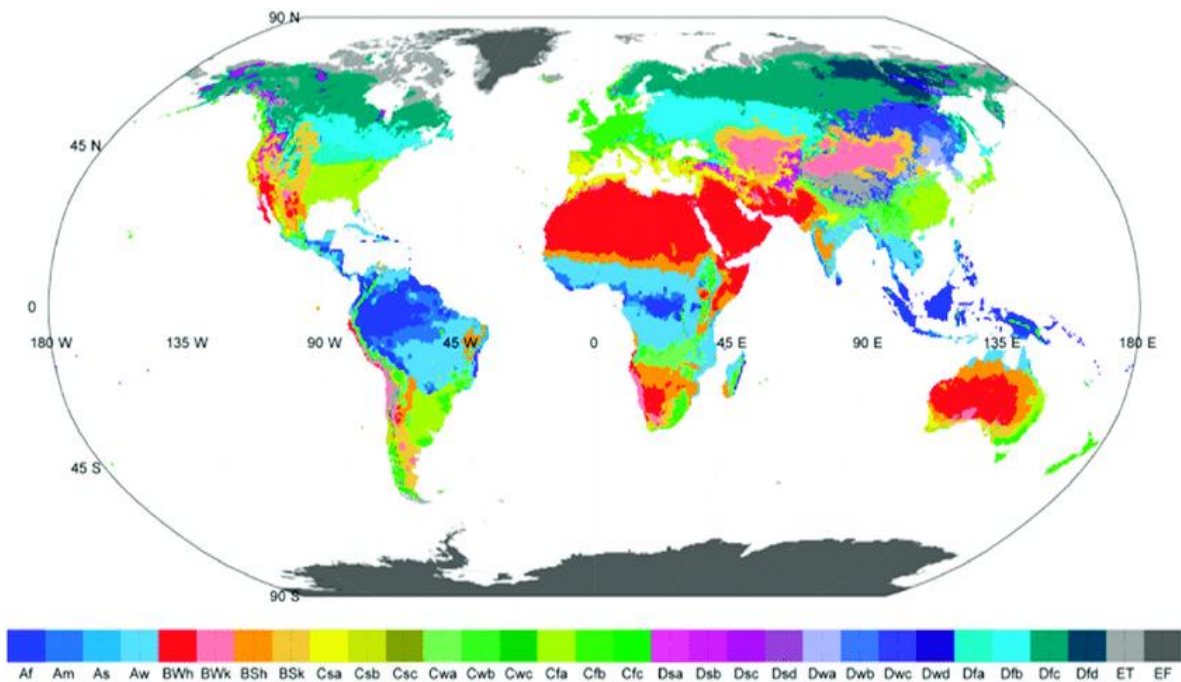 90 N
45 N
0
180 W 135 W 90 W 45 W 0 45 E 90 E 135 E 180 E
45 S
90 S
Af Am As Aw BWh BWk BSh BSk Csa Csb Csc Cwa Cwb Cwc Cfa Cfb Cfc Dsa Dsb Dsc Dsd Dwa Dwb Dwc Dwd Dfa Dfb Dfc Dfd ET EF